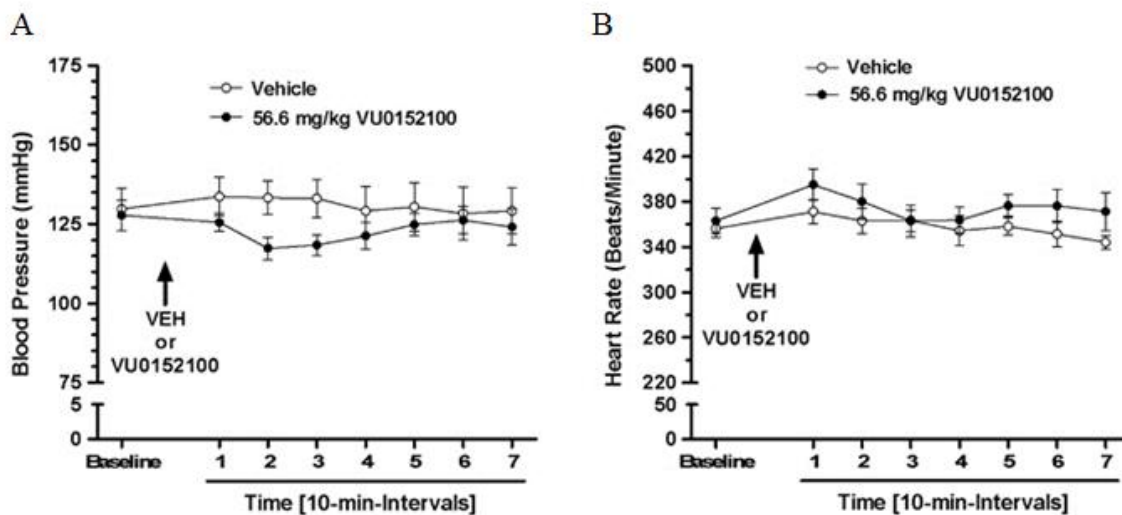 A
Blood Pressure (mmHg)
175
150
125
100
75
5
0
Vehicle
56.6 mg/kg VU0152100
VEH
or
VU0152100
Baseline 1 2 3 4 5 6 7
Time [10-min-Intervals]
B
Heart Rate (Beats/Minute)
500
460
420
380
340
300
260
220
50
0
Vehicle
56.6 mg/kg VU0152100
VEH
or
VU0152100
Baseline 1 2 3 4 5 6 7
Time [10-min-Intervals]